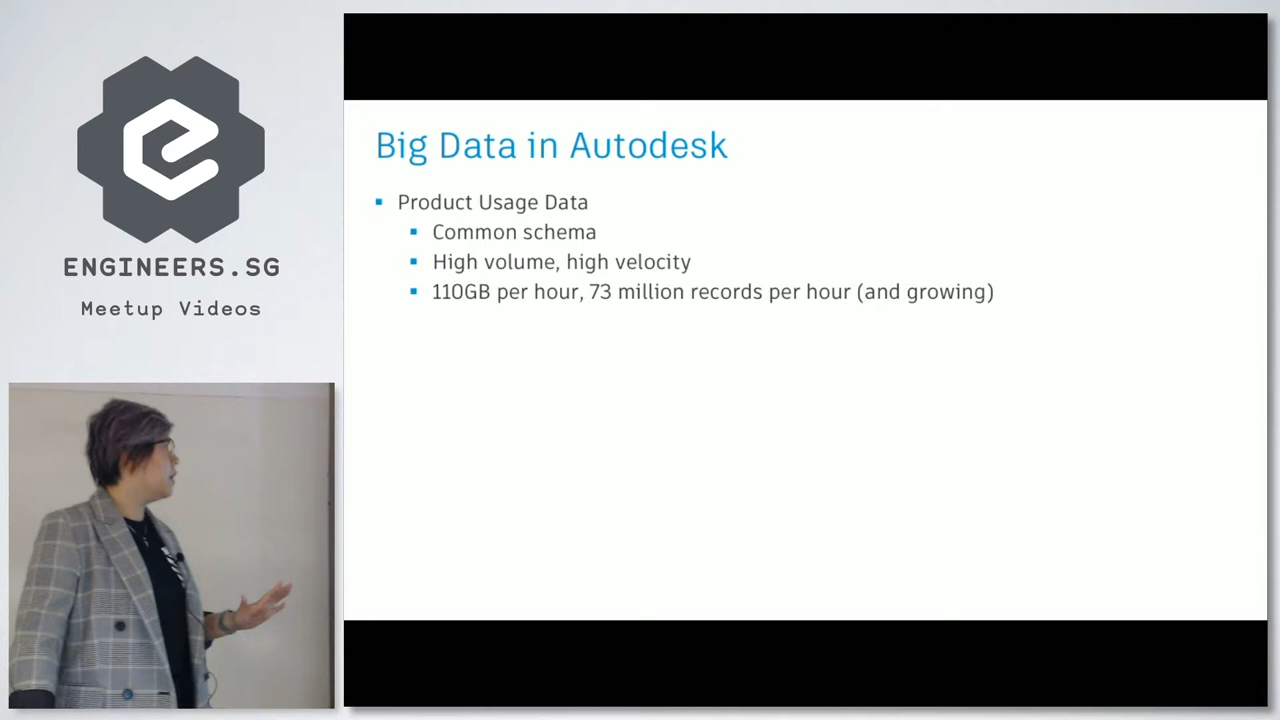 ENGINEERS.SG
Meetup Videos
Big Data in Autodesk
Product Usage Data
Common schema
High volume, high velocity
110GB per hour, 73 million records per hour (and growing)